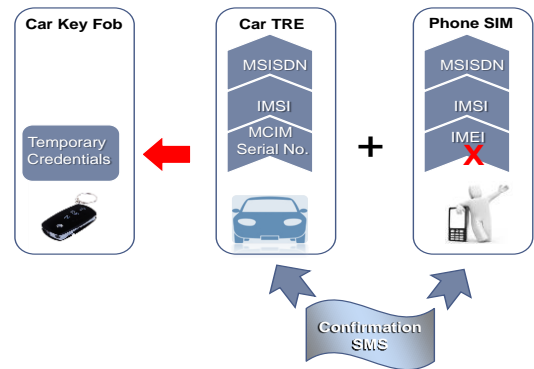 Car Key Fob
Temporary
Credentials
Car TRE
MSISDN
IMSI
MCIM
Serial No.
+
Phone SIM
MSISDN
IMSI
IMEI
X
Confirmation
SMS